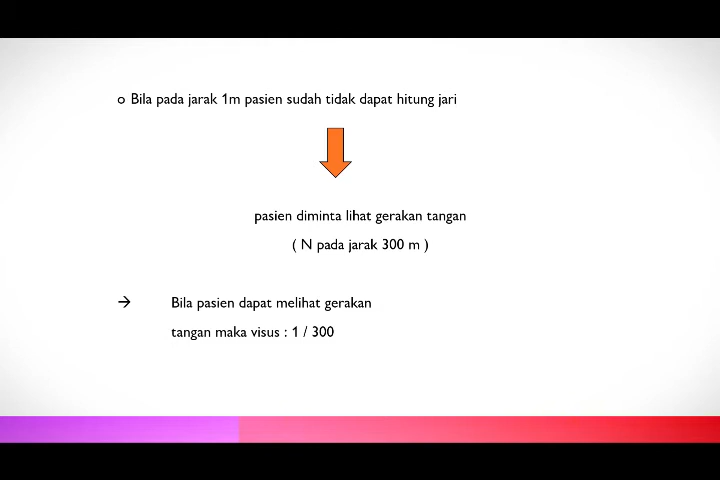 o Bila pada jarak 1m pasien sudah tidak dapat hitung jari
pasien diminta lihat gerakan tangan
( N pada jarak 300 m )
→ Bila pasien dapat melihat gerakan
tangan maka visus : 1 / 300